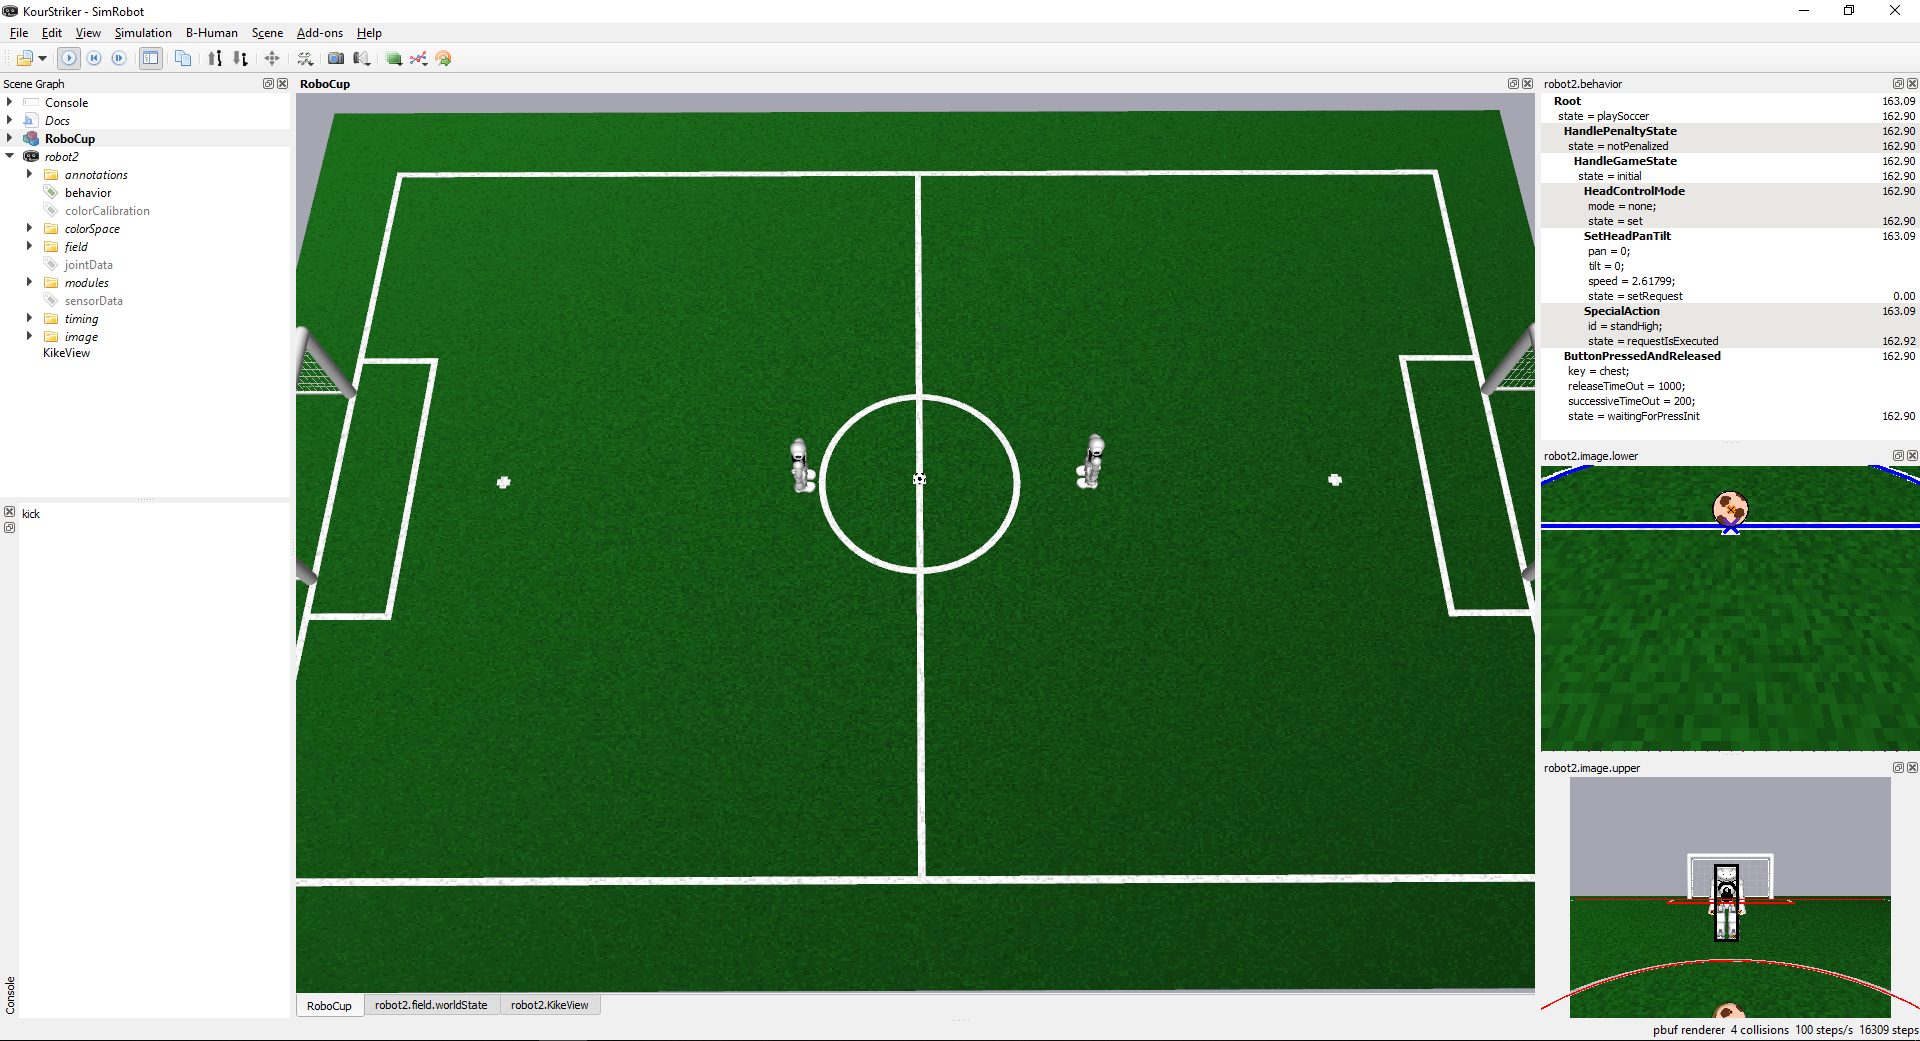 KourStriker - SimRobot
File Edit View Simulation B-Human Scene Add-ons Help
Scene Graph
Console
Docs
RoboCup
robot2
annotations
behavior
colorCalibration
colorSpace
field
jointData
modules
sensorData
timing
image
KikeView
kick
Console
RoboCup
RoboCup robot2.field.worldState robot2.KikeView
robot2.behavior
Root 163.09
state = playSoccer 162.90
HandlePenaltyState 162.90
state = notPenalized 162.90
HandleGameState 162.90
state = initial 162.90
HeadControlMode 162.90
mode = none;
state = set 162.90
SetHeadPanTilt 163.09
pan = 0;
tilt = 0;
speed = 2.61799;
state = setRequest 0.00
SpecialAction 163.09
id = standHigh;
state = requestIsExecuted 162.92
ButtonPressedAndReleased 162.90
key = chest;
releaseTimeOut = 1000;
successiveTimeOut = 200;
state = waitingForPressInit 162.90
robot2.image.lower
robot2.image.upper
pbuf renderer 4 collisions 100 steps/s 16309 steps